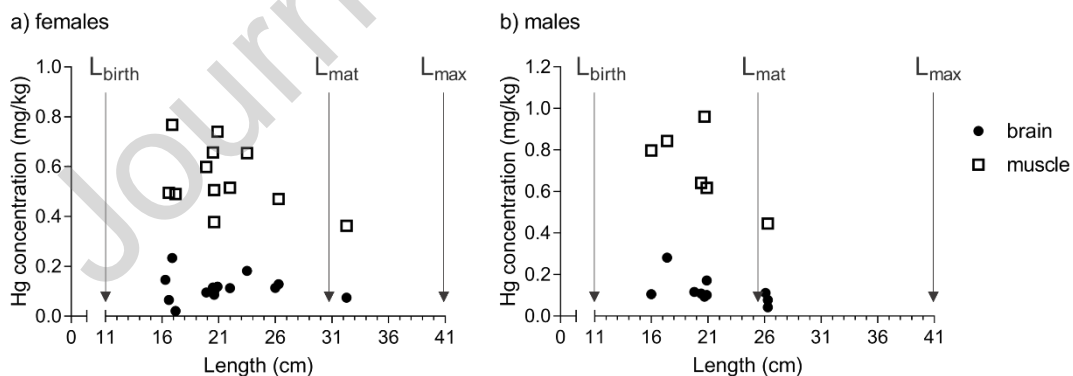 a) females
L_birth L_mat L_max
Hg concentration (mg/kg)
1.0
0.8
0.6
0.4
0.2
0.0
0 11 16 21 26 31 36 41
Length (cm)
b) males
L_birth L_mat L_max
Hg concentration (mg/kg)
1.2
1.0
0.8
0.6
0.4
0.2
0.0
0 11 16 21 26 31 36 41
Length (cm)
brain
muscle